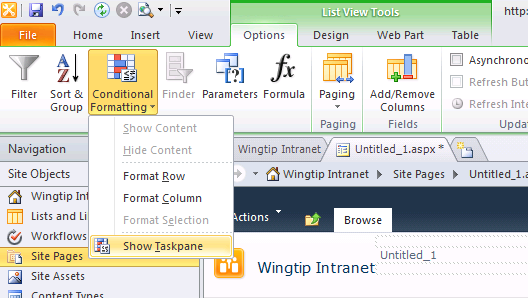 List View Tools
http:
File Home Insert View Options Design Web Part Table
Filter Sort & Group Conditional Formatting Finder Parameters Formula Paging Add/Remove Columns
Asynchrono
Refresh Butt
Refresh Inte
Paging Fields Updat
Show Content
Hide Content
Format Row
Format Column
Format Selection
Show Taskpane
Navigation
Site Objects
Wingtip In
Lists and Li
Workflows
Site Pages
Site Assets
Content Types
Wingtip Intranet Untitled_1.aspx *
Wingtip Intranet Site Pages Untitled_1.a
Actions Browse
Wingtip Intranet
Untitled_1